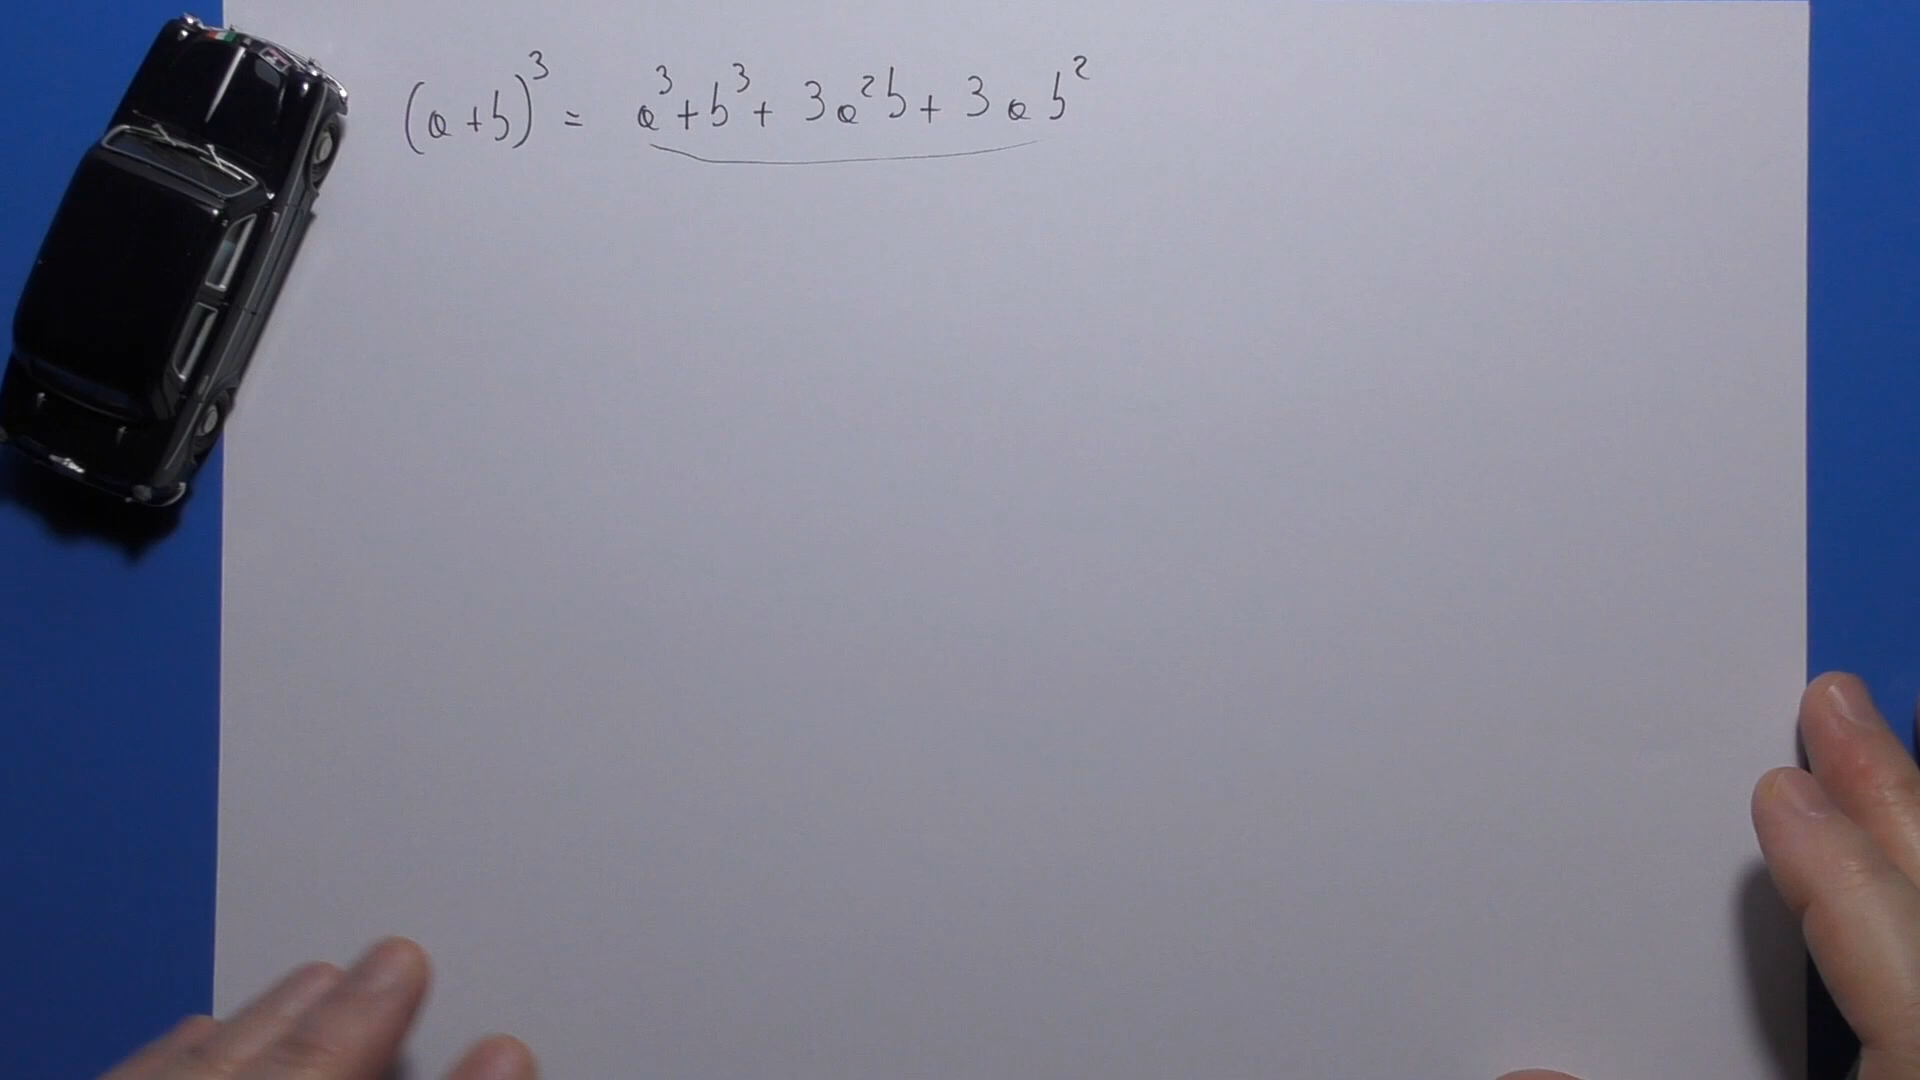 (a+b)³ = a³+b³+ 3a²b+ 3ab²